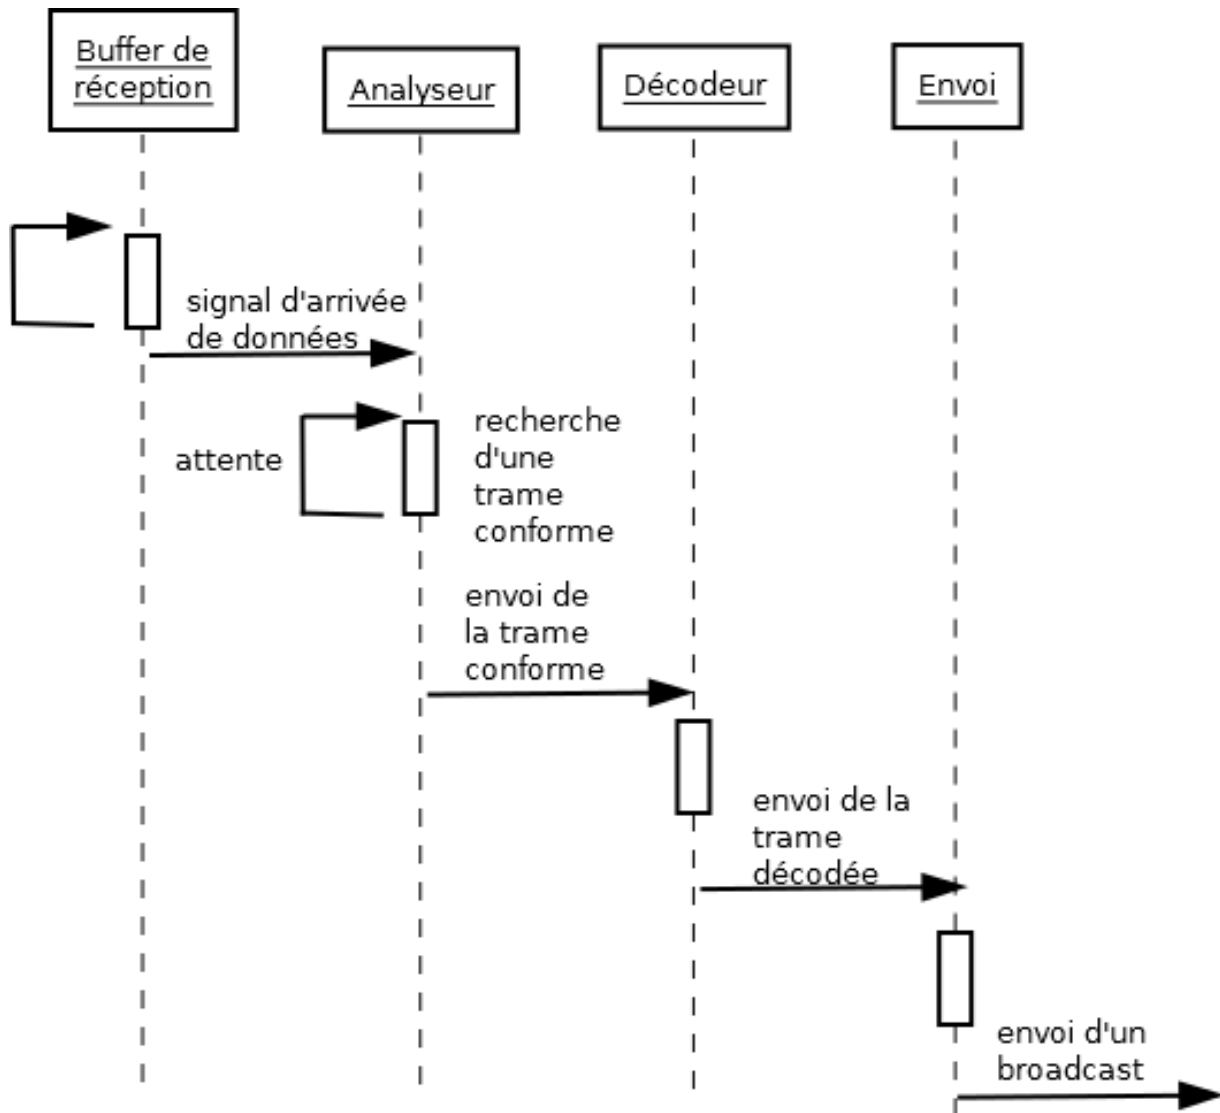 Buffer de
réception
Analyseur
Décodeur
Envoi
signal d'arrivée
de données
attente
recherche
d'une
trame
conforme
envoi de
la trame
conforme
envoi de la
trame
décodée
envoi d'un
broadcast